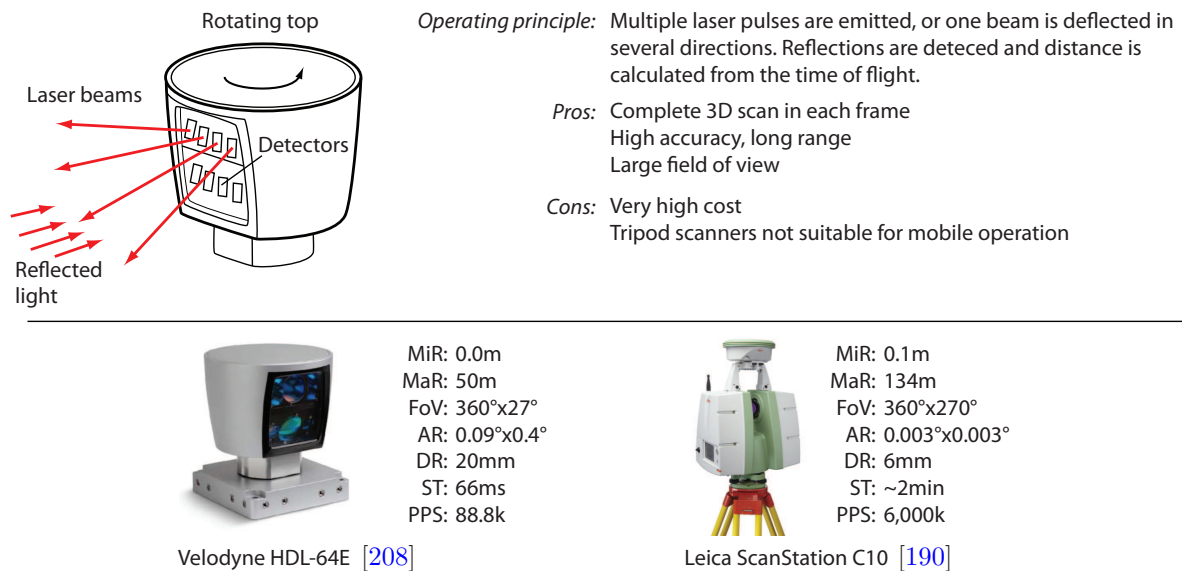 Rotating top
Laser beams
Detectors
Reflected
light
Operating principle: Multiple laser pulses are emitted, or one beam is deflected in
several directions. Reflections are deteced and distance is
calculated from the time of flight.
Pros: Complete 3D scan in each frame
High accuracy, long range
Large field of view
Cons: Very high cost
Tripod scanners not suitable for mobile operation
MiR: 0.0m
MaR: 50m
FoV: 360°x27°
AR: 0.09°x0.4°
DR: 20mm
ST: 66ms
PPS: 88.8k
Velodyne HDL-64E [208]
MiR: 0.1m
MaR: 134m
FoV: 360°x270°
AR: 0.003°x0.003°
DR: 6mm
ST: ~2min
PPS: 6,000k
Leica ScanStation C10 [190]